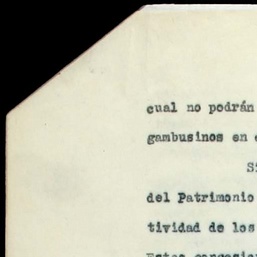 cual no podrán
gambusinos en
del Patrimonio
tividad de los